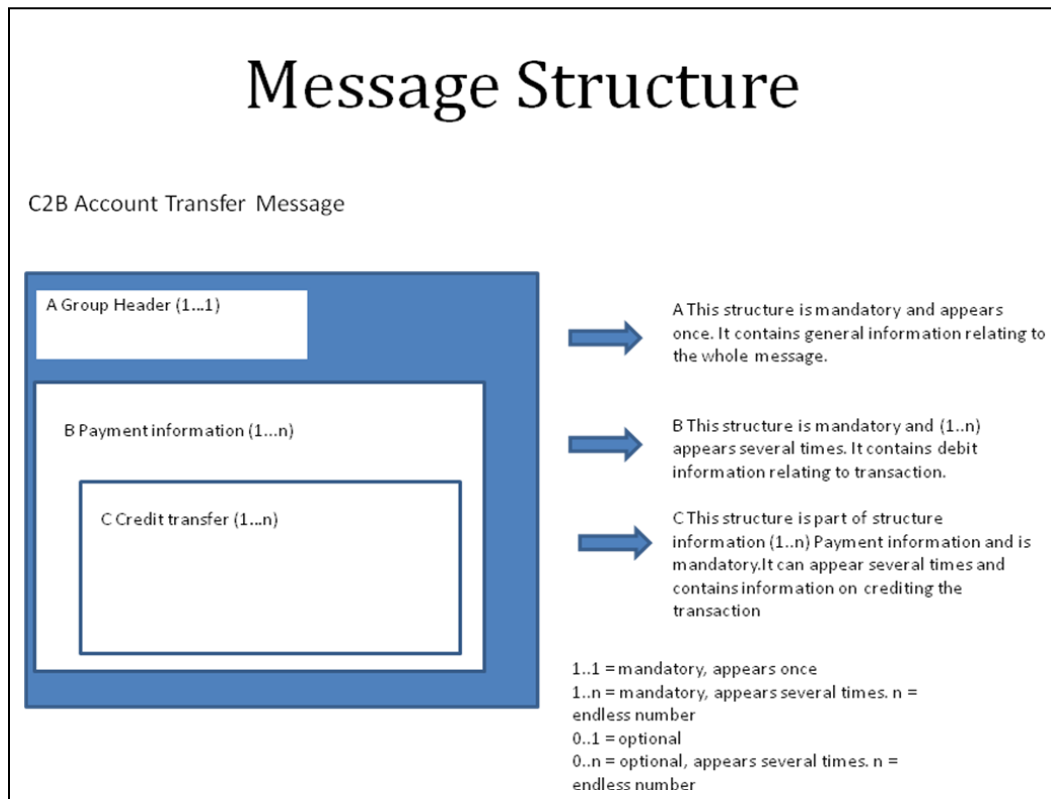 Message Structure
C2B Account Transfer Message
A Group Header (1...1)
B Payment information (1...n)
C Credit transfer (1...n)
A This structure is mandatory and appears
once. It contains general information relating to
the whole message.
B This structure is mandatory and (1..n)
appears several times. It contains debit
information relating to transaction.
C This structure is part of structure
information (1..n) Payment information and is
mandatory.It can appear several times and
contains information on crediting the
transaction
1..1 = mandatory, appears once
1..n = mandatory, appears several times. n =
endless number
0..1 = optional
0..n = optional, appears several times. n =
endless number